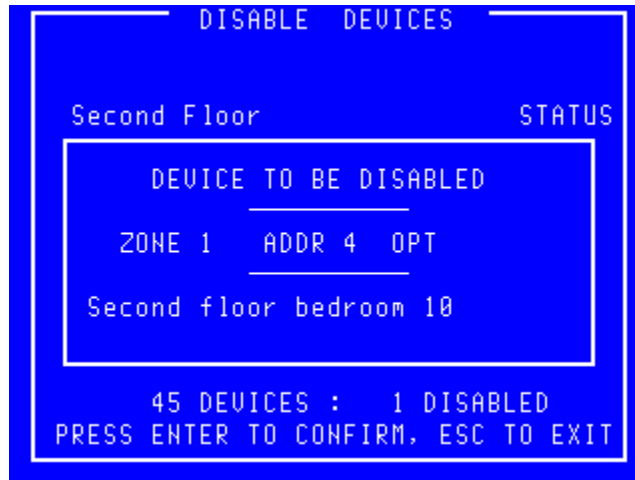 DISABLE DEVICES
Second Floor STATUS
DEVICE TO BE DISABLED
ZONE 1 ADDR 4 OPT
Second floor bedroom 10
45 DEVICES : 1 DISABLED
PRESS ENTER TO CONFIRM, ESC TO EXIT